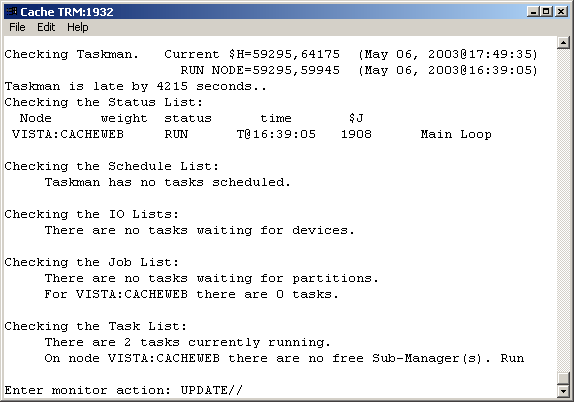 Cache TRM:1932
File Edit Help
Checking Taskman. Current $H=59295,64175 (May 06, 2003@17:49:35)
RUN NODE=59295,59945 (May 06, 2003@16:39:05)
Taskman is late by 4215 seconds..
Checking the Status List:
Node weight status time $J
VISTA:CACHEWEB RUN T@16:39:05 1908 Main Loop
Checking the Schedule List:
Taskman has no tasks scheduled.
Checking the IO Lists:
There are no tasks waiting for devices.
Checking the Job List:
There are no tasks waiting for partitions.
For VISTA:CACHEWEB there are 0 tasks.
Checking the Task List:
There are 2 tasks currently running.
On node VISTA:CACHEWEB there are no free Sub-Manager(s). Run
Enter monitor action: UPDATE//